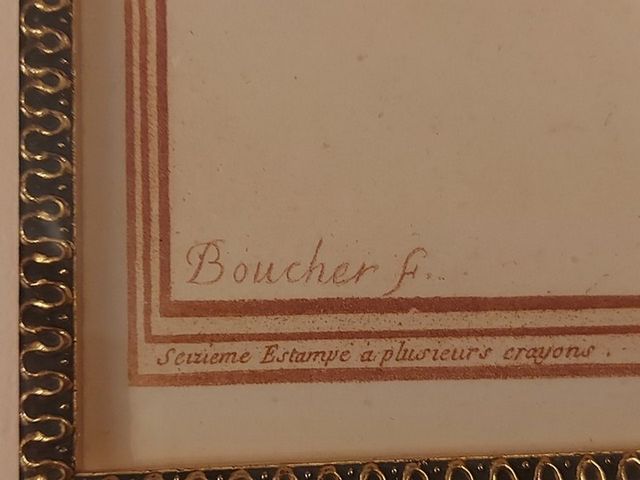 Boucher f.
Seizieme Estampe à plusieurs crayons .